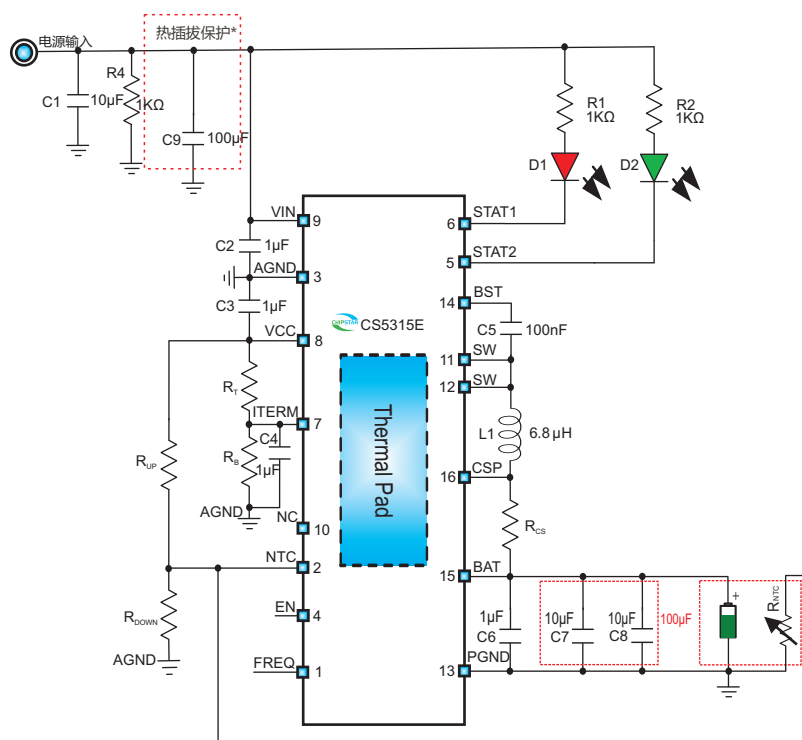 电源输入
热插拔保护*
R4
1KΩ
C1
10μF
C9
100μF
R1
1KΩ
R2
1KΩ
D1
D2
VIN
9
C2
1μF
AGND
3
C3
1μF
VCC
8
RT
ITERM
7
C4
1μF
RB
AGND
RUP
NC
10
NTC
2
RDOWN
AGND
EN
4
FREQ
1
CHIPSTAR
CS5315E
Thermal Pad
STAT1
6
STAT2
5
BST
14
C5
100nF
SW
11
SW
12
L1
6.8μH
CSP
16
RCS
BAT
15
1μF
C6
10μF
C7
10μF
C8
100μF
+
RNTC
PGND
13